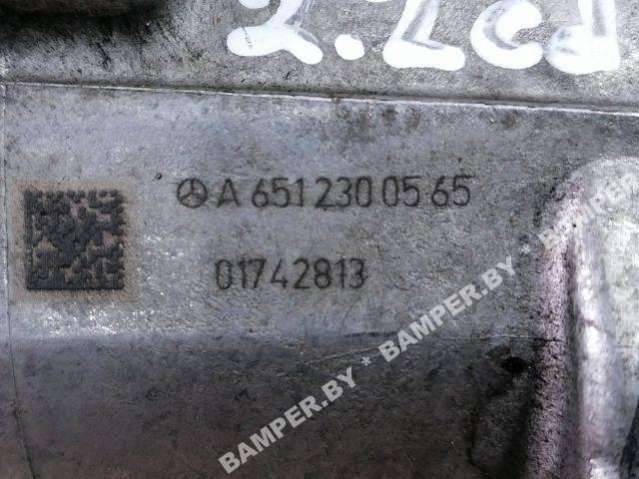 2.2cd
A 651 230 05 65
01742813
BAMPER.BY * BAMPER.BY * BAMPER.BY